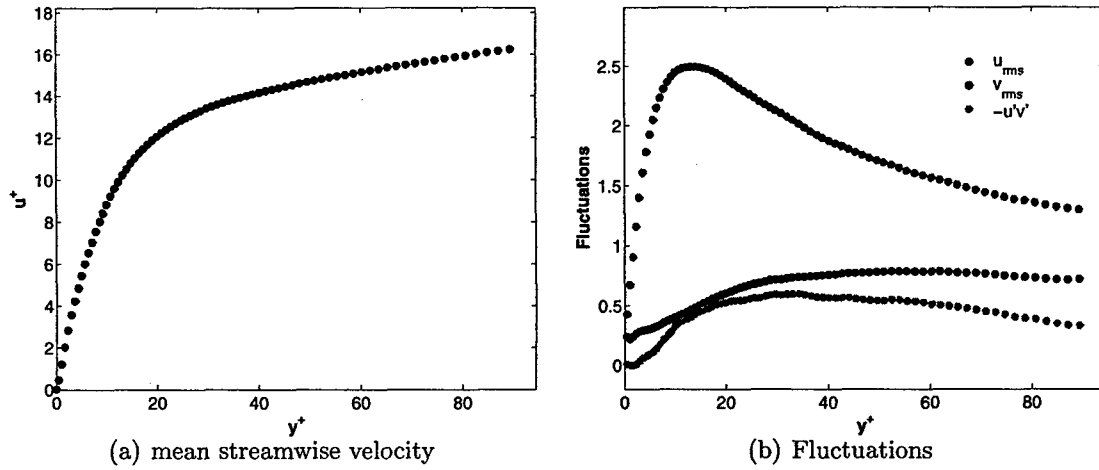 18
16
14
12
10
8
6
4
2
0
u⁺
0 20 40 60 80
y⁺
(a) mean streamwise velocity
2.5
2
1.5
1
0.5
0
Fluctuations
u_rms
v_rms
-u'v'
0 20 40 60 80
y⁺
(b) Fluctuations